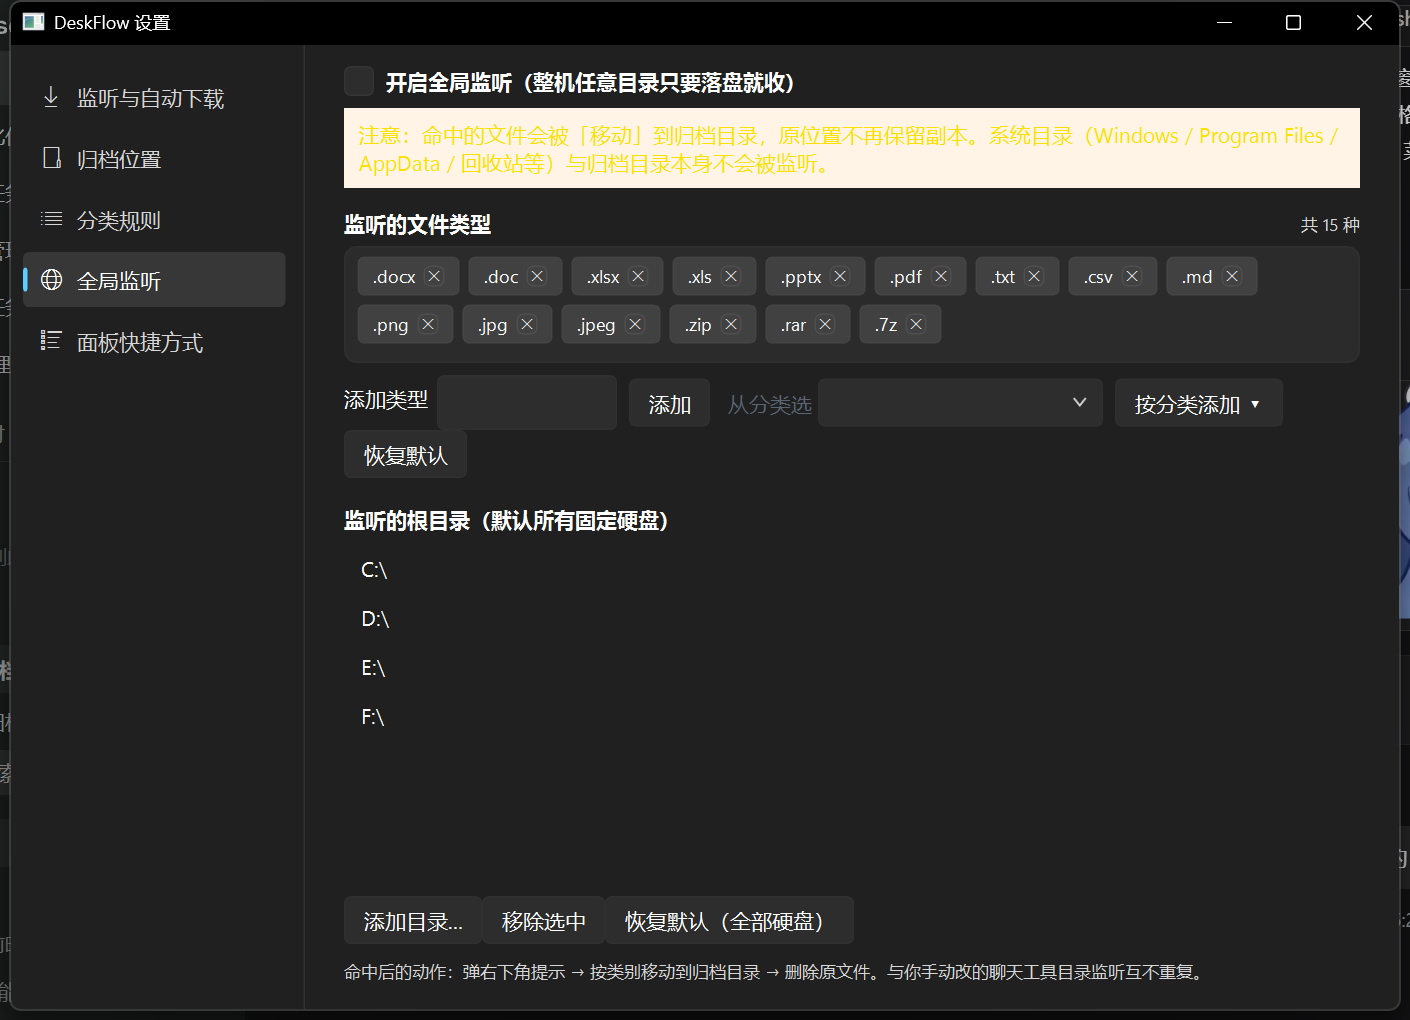 DeskFlow 设置
监听与自动下载
归档位置
分类规则
全局监听
面板快捷方式
开启全局监听（整机任意目录只要落盘就收）
注意：命中的文件会被「移动」到归档目录，原位置不再保留副本。系统目录（Windows / Program Files /
AppData / 回收站等）与归档目录本身不会被监听。
监听的文件类型
共 15 种
.docx .doc .xlsx .xls .pptx .pdf .txt .csv .md
.png .jpg .jpeg .zip .rar .7z
添加类型 添加 从分类选 按分类添加
恢复默认
监听的根目录（默认所有固定硬盘）
C:\
D:\
E:\
F:\
添加目录... 移除选中 恢复默认（全部硬盘）
命中后的动作：弹右下角提示 → 按类别移动到归档目录 → 删除原文件。与你手动改的聊天工具目录监听互不重复。